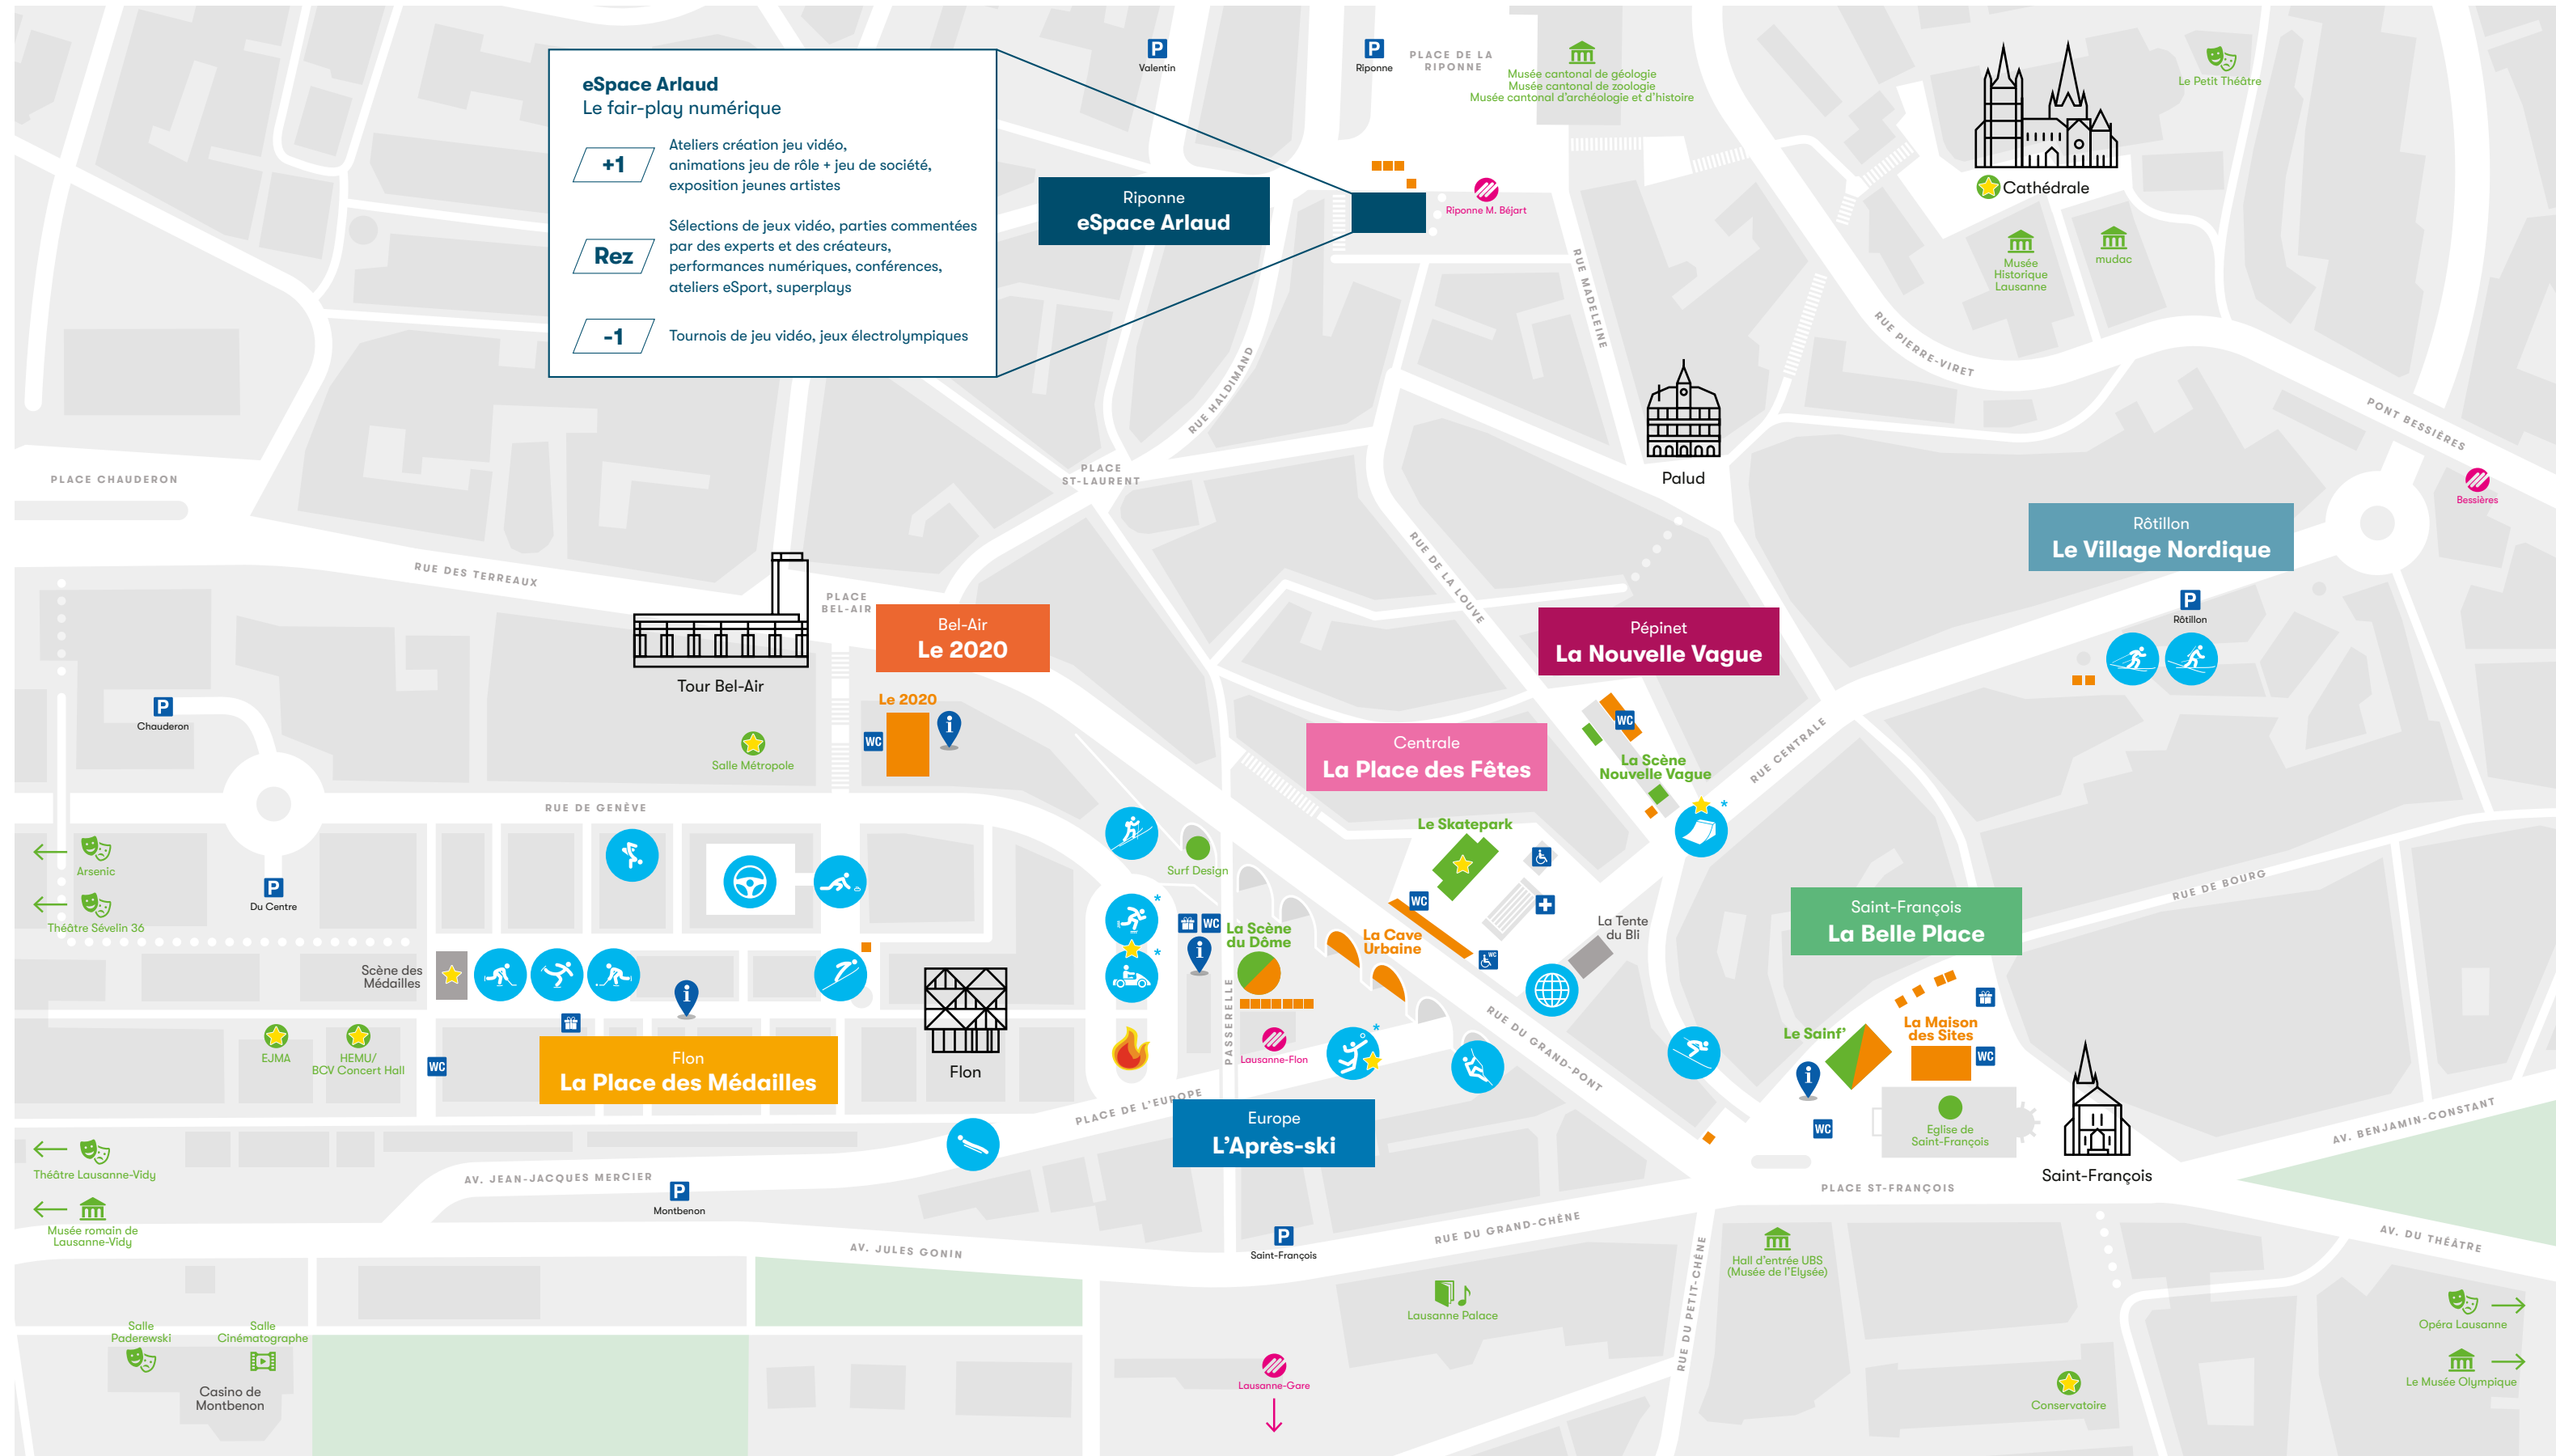 eSpace Arlaud
Le fair-play numérique
+1
Ateliers création jeu vidéo,
animations jeu de rôle + jeu de société,
exposition jeunes artistes
Rez
Sélections de jeux vidéo, parties commentées
par des experts et des créateurs,
performances numériques, conférences,
ateliers eSport, superplays
-1
Tournois de jeu vidéo, jeux électrolympiques
P
Valentin
P
Riponne
PLACE DE LA
RIPONNE
Musée cantonal de géologie
Musée cantonal de zoologie
Musée cantonal d'archéologie et d'histoire
Le Petit Théâtre
Cathédrale
Riponne
eSpace Arlaud
Riponne M. Béjart
Musée
Historique
Lausanne
mudac
RUE MADELEINE
RUE PIERRE-VIRET
RUE HALDIMAND
PONT BESSIÈRES
Bessières
Palud
PLACE CHAUDERON
PLACE
ST-LAURENT
RUE DES TERREAUX
RUE DE LA LOUVE
Rôtillon
Le Village Nordique
P
Rôtillon
PLACE
BEL-AIR
Bel-Air
Le 2020
Tour Bel-Air
Pépinet
La Nouvelle Vague
P
Chauderon
Le 2020
WC
i
Salle Métropole
WC
La Scène
Nouvelle Vague
RUE CENTRALE
Centrale
La Place des Fêtes
RUE DE GENÈVE
*
Le Skatepark
Arsenic
Théâtre Sévelin 36
P
Du Centre
Surf Design
*
WC
i
La Scène
du Dôme
WC
La Cave
Urbaine
WC
La Tente
du Bli
RUE DE BOURG
Saint-François
La Belle Place
Scène des
Médailles
i
*
PASSERELLE
Lausanne-Flon
*
RUE DU GRAND-PONT
Le Sainf'
La Maison
des Sites
WC
i
WC
EJMA
HEMU/
BCV Concert Hall
WC
Flon
La Place des Médailles
Flon
PLACE DE L'EUROPE
Europe
L'Après-ski
Eglise de
Saint-François
Saint-François
AV. BENJAMIN-CONSTANT
Théâtre Lausanne-Vidy
AV. JEAN-JACQUES MERCIER
P
Montbenon
PLACE ST-FRANÇOIS
Musée romain de
Lausanne-Vidy
AV. JULES GONIN
P
Saint-François
RUE DU GRAND-CHÊNE
RUE DU PETIT-CHÊNE
Hall d'entrée UBS
(Musée de l'Elysée)
AV. DU THÉÂTRE
Lausanne Palace
Opéra Lausanne
Salle
Paderewski
Salle
Cinématographe
Casino de
Montbenon
Lausanne-Gare
Conservatoire
Le Musée Olympique